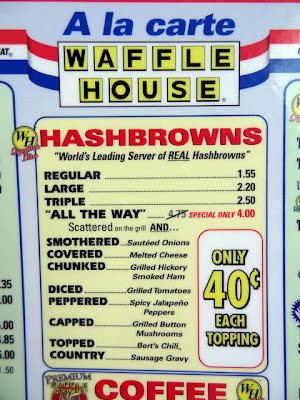 A la carte
WAFFLE
HOUSE®
WH
HASHBROWNS
"World's Leading Server of REAL Hashbrowns"
REGULAR 1.55
LARGE 2.20
TRIPLE 2.50
"ALL THE WAY" 4.75 SPECIAL ONLY 4.00
Scattered on the grill AND...
SMOTHERED Sautéed Onions
COVERED Melted Cheese
CHUNKED Grilled Hickory
Smoked Ham
DICED Grilled Tomatoes
PEPPERED Spicy Jalapeño
Peppers
CAPPED Grilled Button
Mushrooms
TOPPED Bert's Chili
COUNTRY Sausage Gravy
ONLY
40¢
EACH
TOPPING
PREMIUM
COFFEE
WH